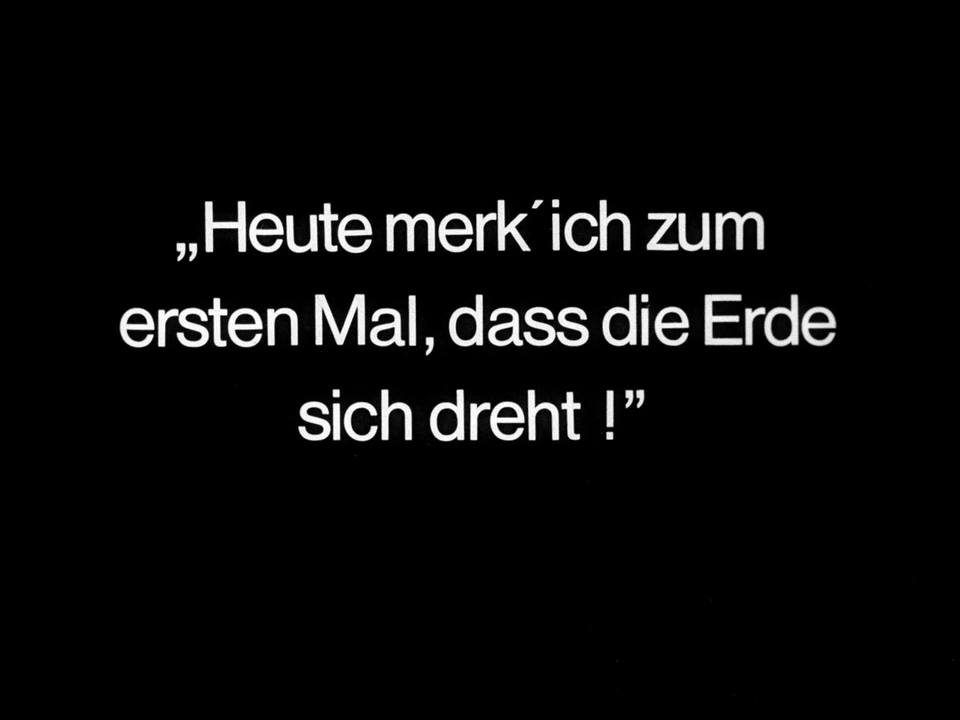 „Heute merk´ich zum
ersten Mal, dass die Erde
sich dreht !”